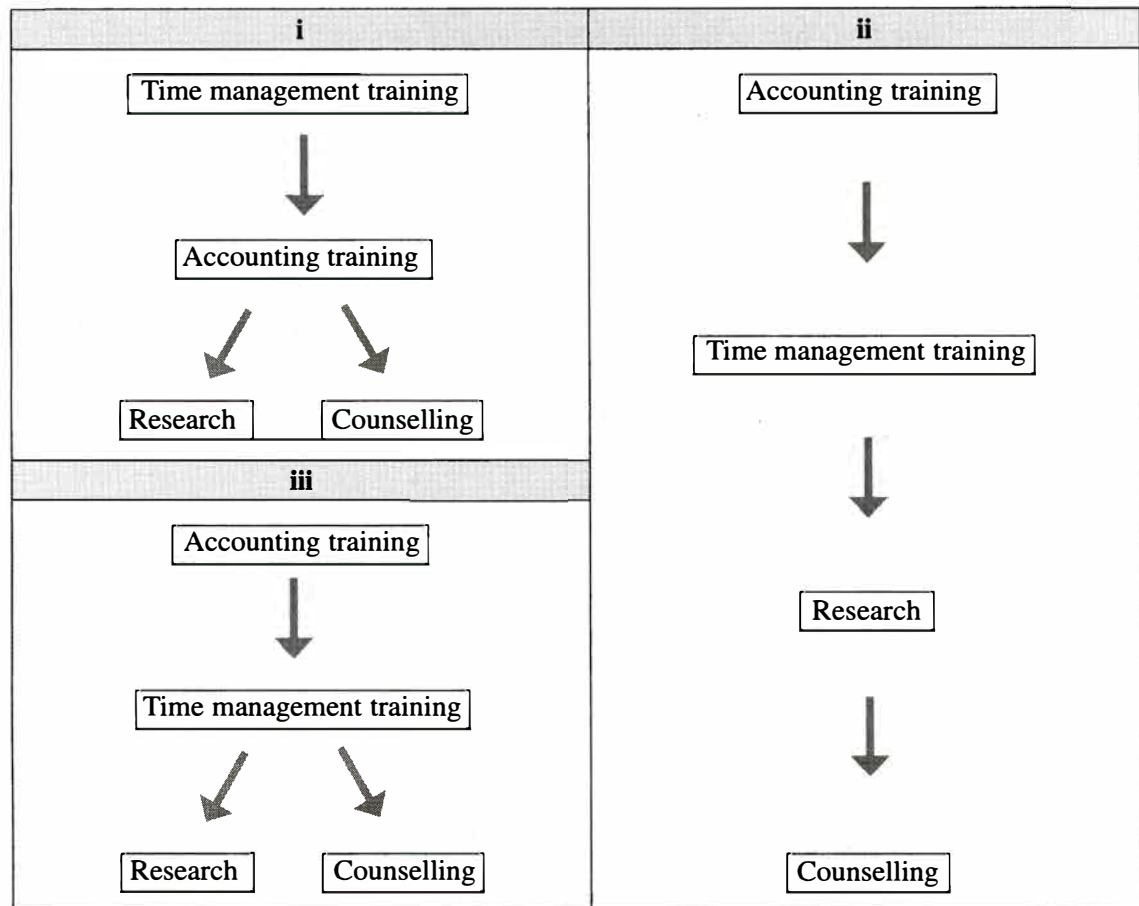 i
Time management training
Accounting training
Research
Counselling
ii
Accounting training
Time management training
Research
Counselling
iii
Accounting training
Time management training
Research
Counselling